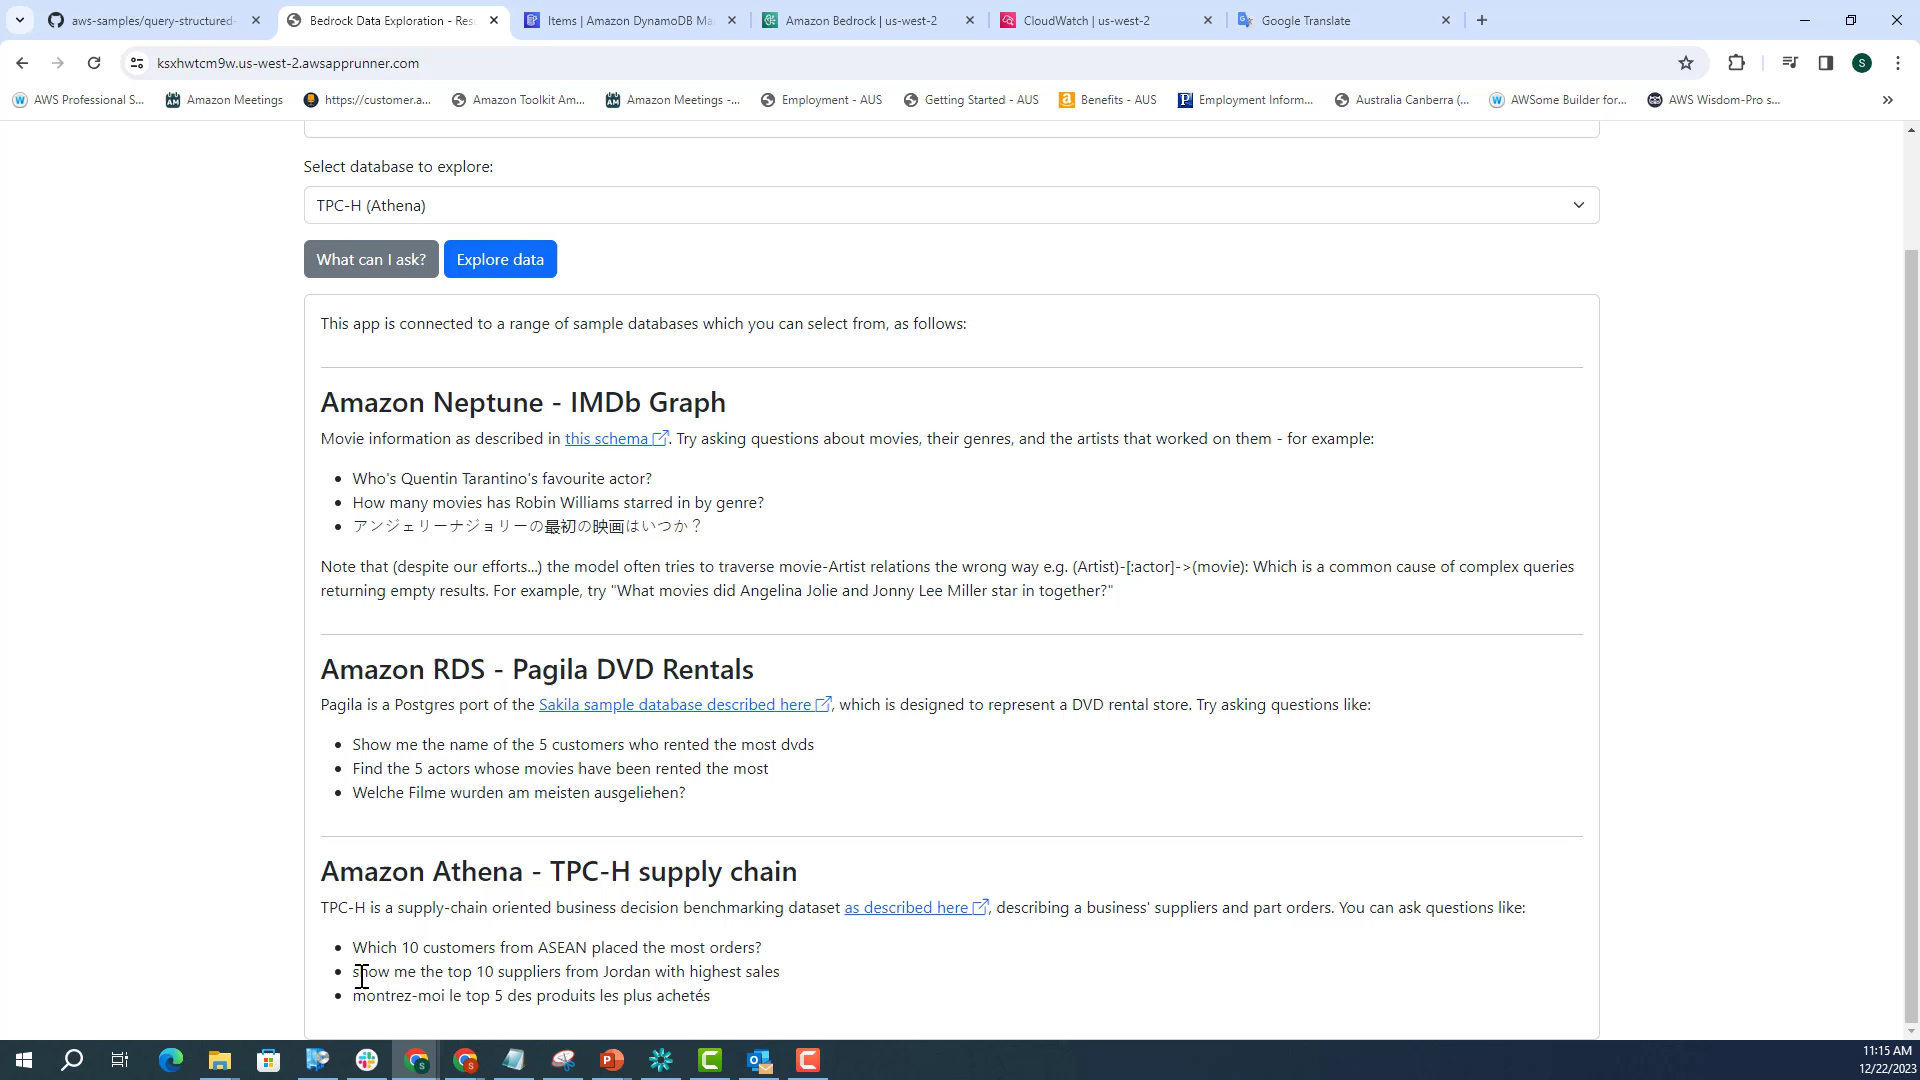 aws-samples/query-structured-
Bedrock Data Exploration - Resu
Items | Amazon DynamoDB Ma
Amazon Bedrock | us-west-2
CloudWatch | us-west-2
Google Translate
ksxhwtcm9w.us-west-2.awsapprunner.com
S
AWS Professional S...
Amazon Meetings
https://customer.a...
Amazon Toolkit Am...
Amazon Meetings -...
Employment - AUS
Getting Started - AUS
Benefits - AUS
Employment Inform...
Australia Canberra (...
AWSome Builder for...
AWS Wisdom-Pro s...
Select database to explore:
TPC-H (Athena)
What can I ask?
Explore data
This app is connected to a range of sample databases which you can select from, as follows:
Amazon Neptune - IMDb Graph
Movie information as described in this schema. Try asking questions about movies, their genres, and the artists that worked on them - for example:
Who's Quentin Tarantino's favourite actor?
How many movies has Robin Williams starred in by genre?
アンジェリーナジョリーの最初の映画はいつか？
Note that (despite our efforts...) the model often tries to traverse movie-Artist relations the wrong way e.g. (Artist)-[:actor]->(movie): Which is a common cause of complex queries
returning empty results. For example, try "What movies did Angelina Jolie and Jonny Lee Miller star in together?"
Amazon RDS - Pagila DVD Rentals
Pagila is a Postgres port of the Sakila sample database described here, which is designed to represent a DVD rental store. Try asking questions like:
Show me the name of the 5 customers who rented the most dvds
Find the 5 actors whose movies have been rented the most
Welche Filme wurden am meisten ausgeliehen?
Amazon Athena - TPC-H supply chain
TPC-H is a supply-chain oriented business decision benchmarking dataset as described here, describing a business' suppliers and part orders. You can ask questions like:
Which 10 customers from ASEAN placed the most orders?
show me the top 10 suppliers from Jordan with highest sales
montrez-moi le top 5 des produits les plus achetés
11:15 AM
12/22/2023